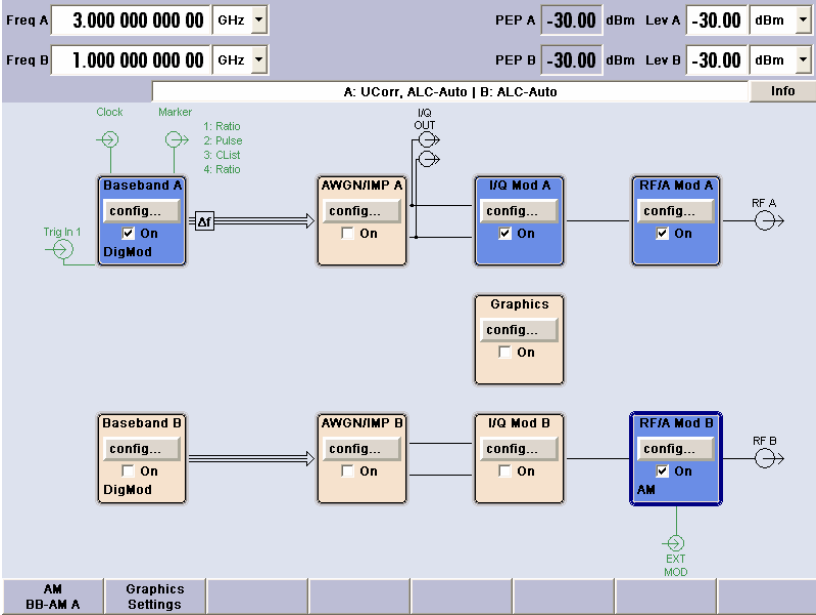 Freq A 3.000 000 000 00 GHz PEP A -30.00 dBm Lev A -30.00 dBm
Freq B 1.000 000 000 00 GHz PEP B -30.00 dBm Lev B -30.00 dBm
A: UCorr, ALC-Auto | B: ALC-Auto Info
Clock Marker
1: Ratio
2: Pulse
3: CList
4: Ratio
I/Q
OUT
Baseband A AWGN/IMP A I/Q Mod A RF/A Mod A
config... config... config... config...
RF A
Trig In 1
On On On On
Δf
DigMod
Graphics
config...
On
Baseband B AWGN/IMP B I/Q Mod B RF/A Mod B
config... config... config... config...
RF B
On On On On
DigMod AM
EXT
MOD
AM Graphics
BB-AM A Settings